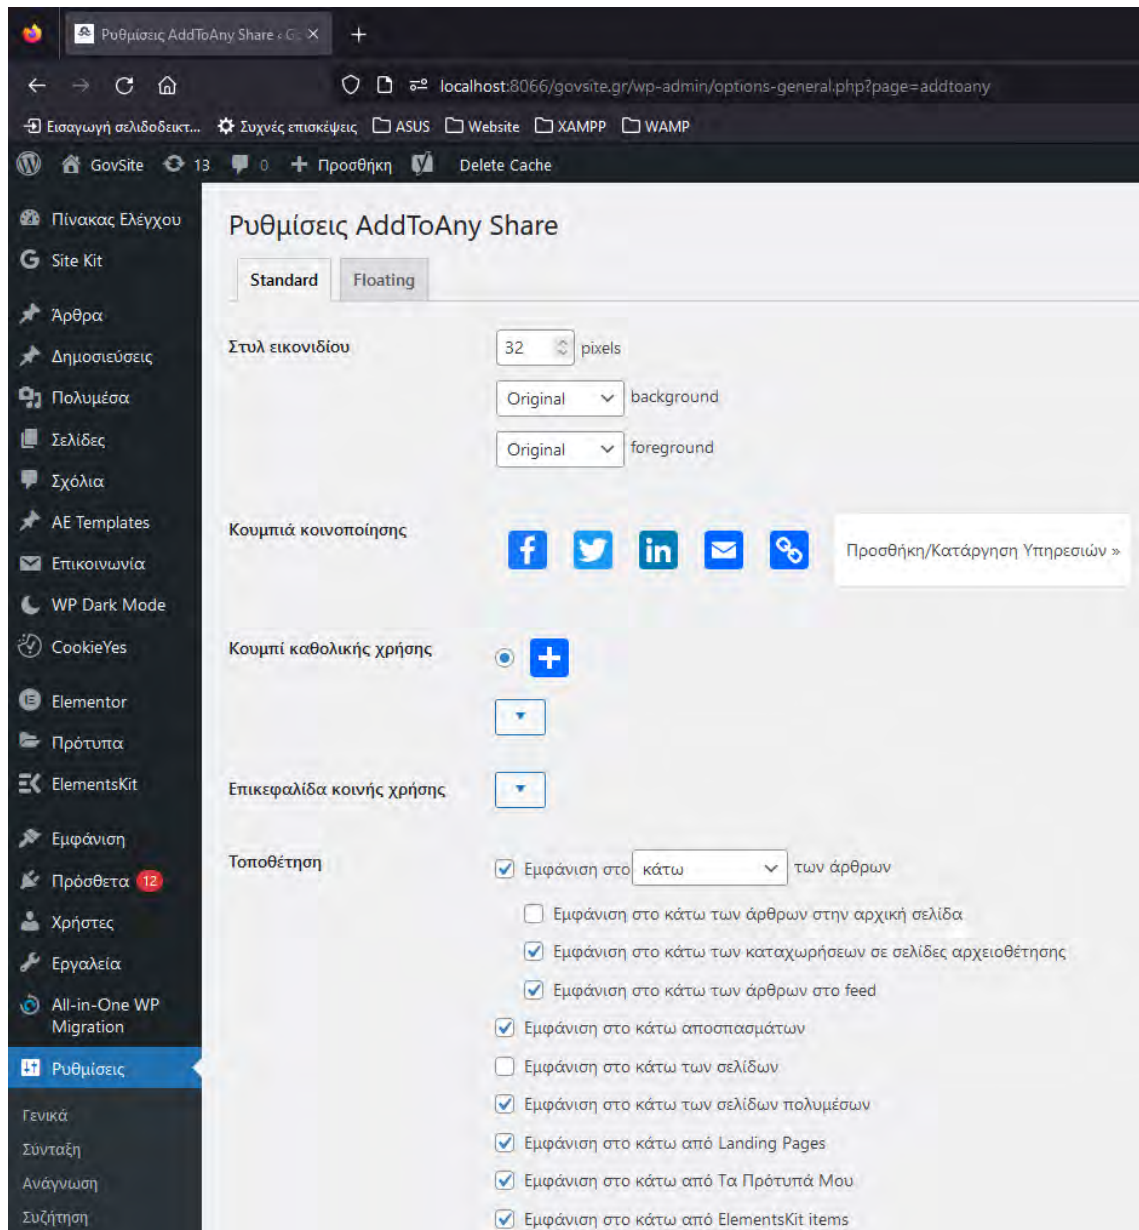 Ρυθμίσεις AddToAny Share
localhost:8066/govsite.gr/wp-admin/options-general.php?page=addtoany
Εισαγωγή σελιδοδεικτ... Συχνές επισκέψεις ASUS Website XAMPP WAMP
GovSite 13 0 Προσθήκη Delete Cache
Πίνακας Ελέγχου
Site Kit
Άρθρα
Δημοσιεύσεις
Πολυμέσα
Σελίδες
Σχόλια
AE Templates
Επικοινωνία
WP Dark Mode
CookieYes
Elementor
Πρότυπα
ElementsKit
Εμφάνιση
Πρόσθετα 12
Χρήστες
Εργαλεία
All-in-One WP
Migration
Ρυθμίσεις
Γενικά
Σύνταξη
Ανάγνωση
Συζήτηση
Ρυθμίσεις AddToAny Share
Standard Floating
Στυλ εικονιδίου 32 pixels
Original background
Original foreground
Κουμπιά κοινοποίησης Προσθήκη/Κατάργηση Υπηρεσιών »
Κουμπί καθολικής χρήσης
Επικεφαλίδα κοινής χρήσης
Τοποθέτηση Εμφάνιση στο κάτω των άρθρων
Εμφάνιση στο κάτω των άρθρων στην αρχική σελίδα
Εμφάνιση στο κάτω των καταχωρήσεων σε σελίδες αρχειοθέτησης
Εμφάνιση στο κάτω των άρθρων στο feed
Εμφάνιση στο κάτω αποσπασμάτων
Εμφάνιση στο κάτω των σελίδων
Εμφάνιση στο κάτω των σελίδων πολυμέσων
Εμφάνιση στο κάτω από Landing Pages
Εμφάνιση στο κάτω από Τα Πρότυπά Μου
Εμφάνιση στο κάτω από ElementsKit items